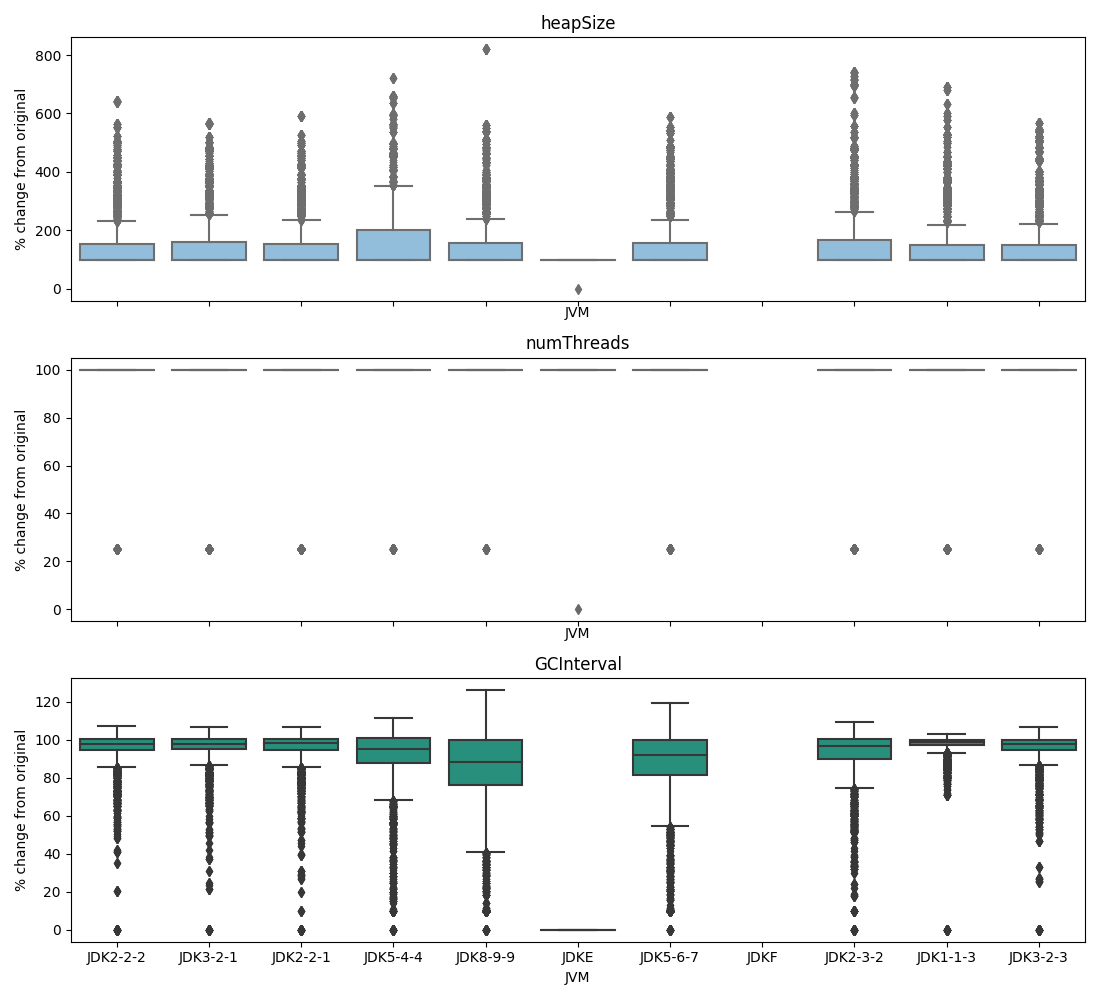 heapSize
800
600
400
200
0
% change from original
JVM
numThreads
100
80
60
40
20
0
% change from original
JVM
GCInterval
120
100
80
60
40
20
0
% change from original
JDK2-2-2 JDK3-2-1 JDK2-2-1 JDK5-4-4 JDK8-9-9 JDKE JDK5-6-7 JDKF JDK2-3-2 JDK1-1-3 JDK3-2-3
JVM